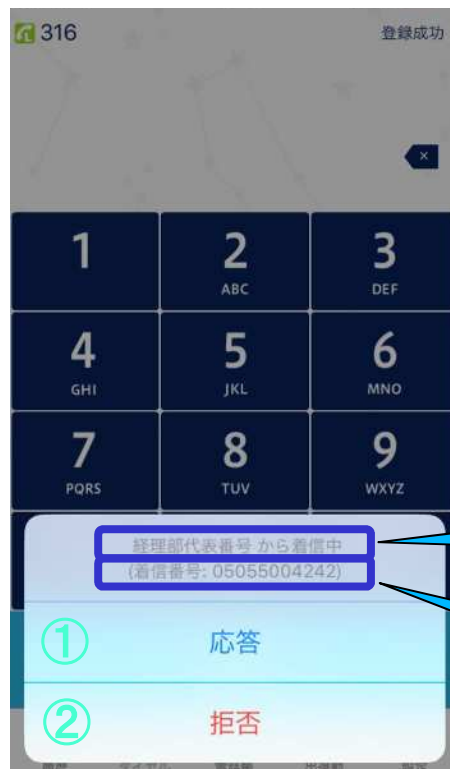 316
登録成功
×
1
2
ABC
3
DEF
4
GHI
5
JKL
6
MNO
7
PQRS
8
TUV
9
WXYZ
経理部代表番号 から着信中
(着信番号: 05055004242)
① 応答
② 拒否